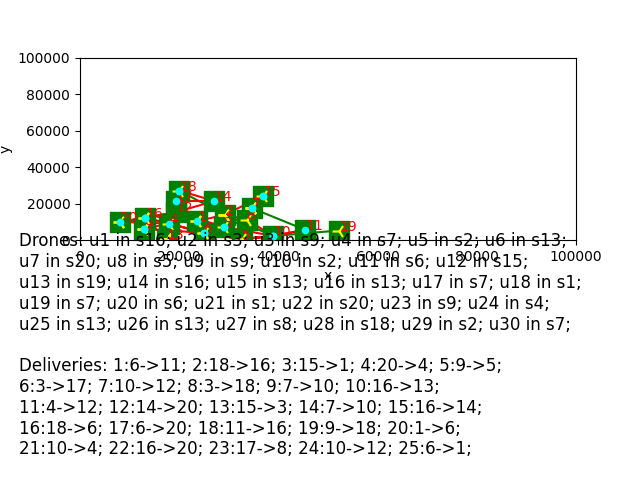 100000
80000
60000
40000
20000
0
0 20000 40000 60000 80000 100000
x
y
Drones: u1 in s16; u2 in s3; u3 in s9; u4 in s7; u5 in s2; u6 in s13;
u7 in s20; u8 in s5; u9 in s9; u10 in s2; u11 in s6; u12 in s15;
u13 in s19; u14 in s16; u15 in s13; u16 in s13; u17 in s7; u18 in s1;
u19 in s7; u20 in s6; u21 in s1; u22 in s20; u23 in s9; u24 in s4;
u25 in s13; u26 in s13; u27 in s8; u28 in s18; u29 in s2; u30 in s7;
Deliveries: 1:6->11; 2:18->16; 3:15->1; 4:20->4; 5:9->5;
6:3->17; 7:10->12; 8:3->18; 9:7->10; 10:16->13;
11:4->12; 12:14->20; 13:15->3; 14:7->10; 15:16->14;
16:18->6; 17:6->20; 18:11->16; 19:9->18; 20:1->6;
21:10->4; 22:16->20; 23:17->8; 24:10->12; 25:6->1;